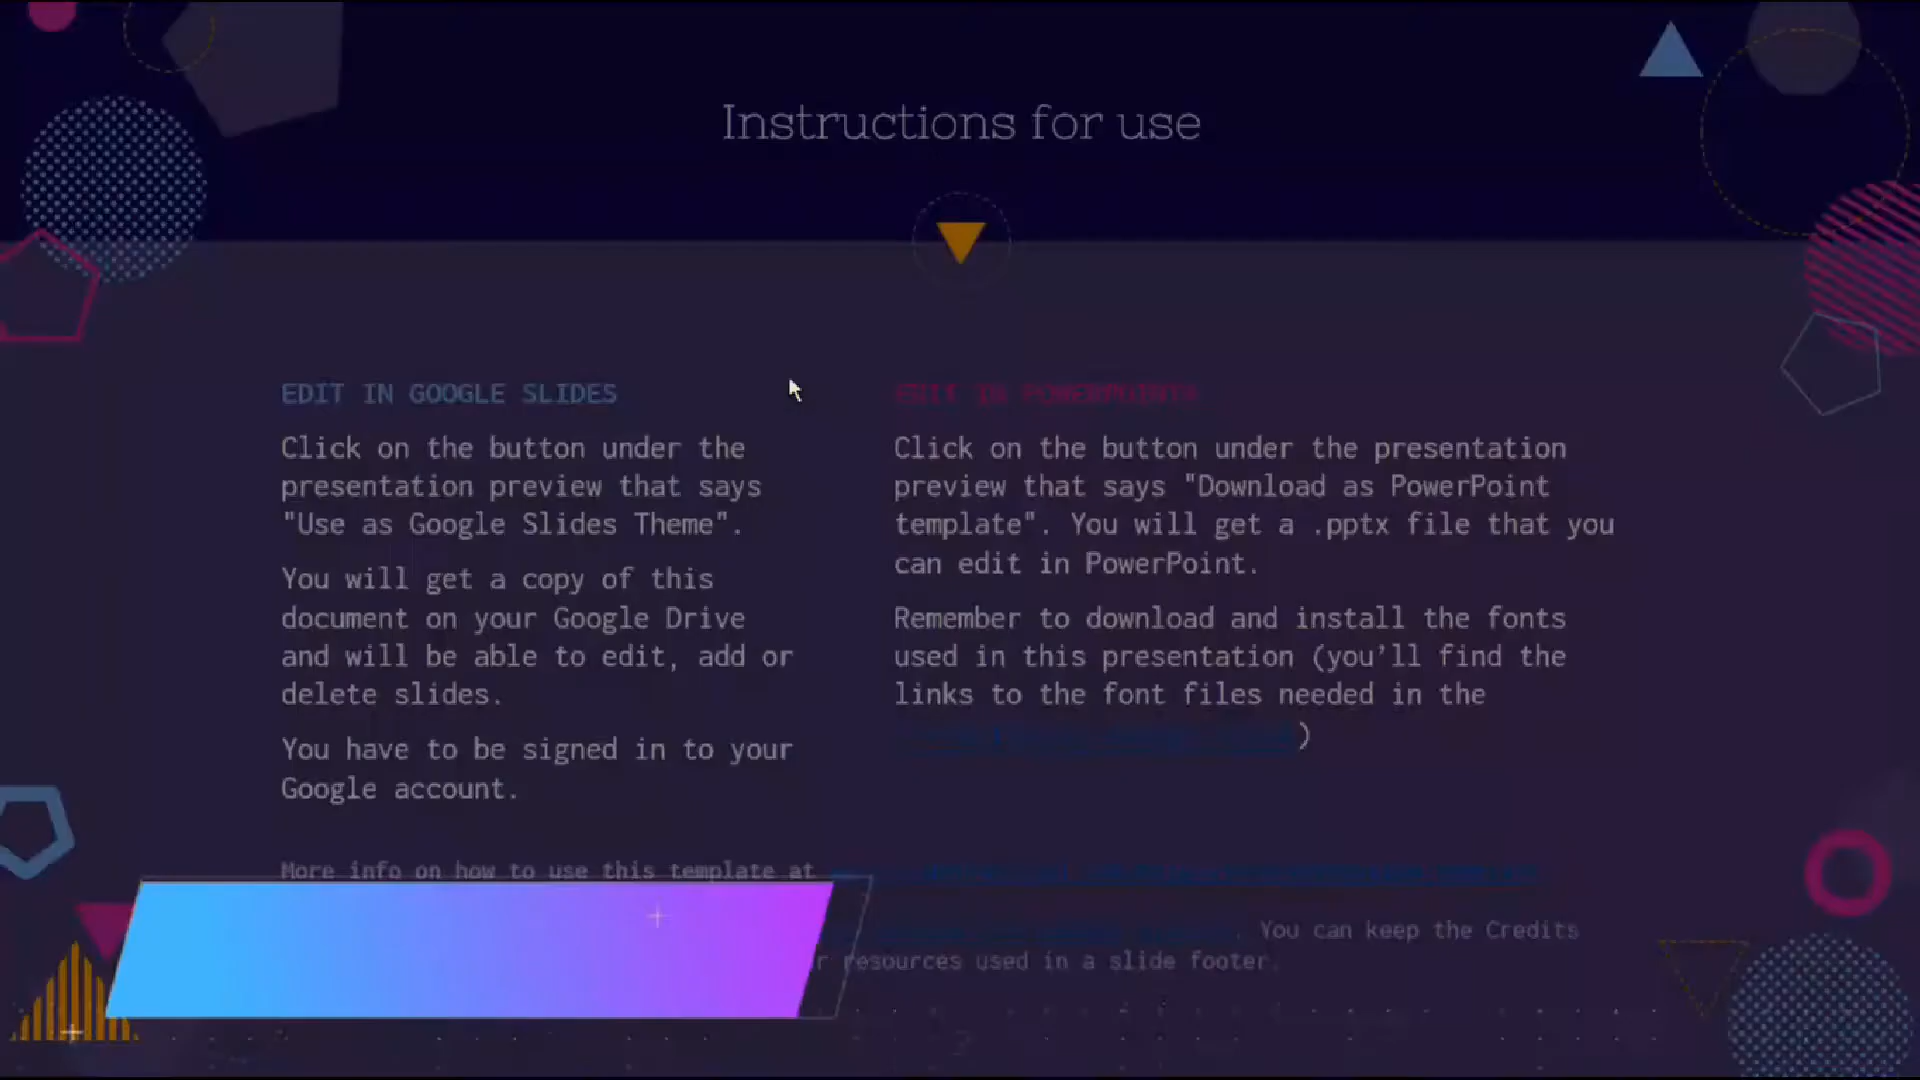 Instructions for use
EDIT IN GOOGLE SLIDES
Click on the button under the
presentation preview that says
"Use as Google Slides Theme".
You will get a copy of this
document on your Google Drive
and will be able to edit, add or
delete slides.
You have to be signed in to your
Google account.
EDIT IN POWERPOINT®
Click on the button under the presentation
preview that says "Download as PowerPoint
template". You will get a .pptx file that you
can edit in PowerPoint.
Remember to download and install the fonts
used in this presentation (you’ll find the
links to the font files needed in the
)
More info on how to use this template at
. You can keep the Credits
resources used in a slide footer.